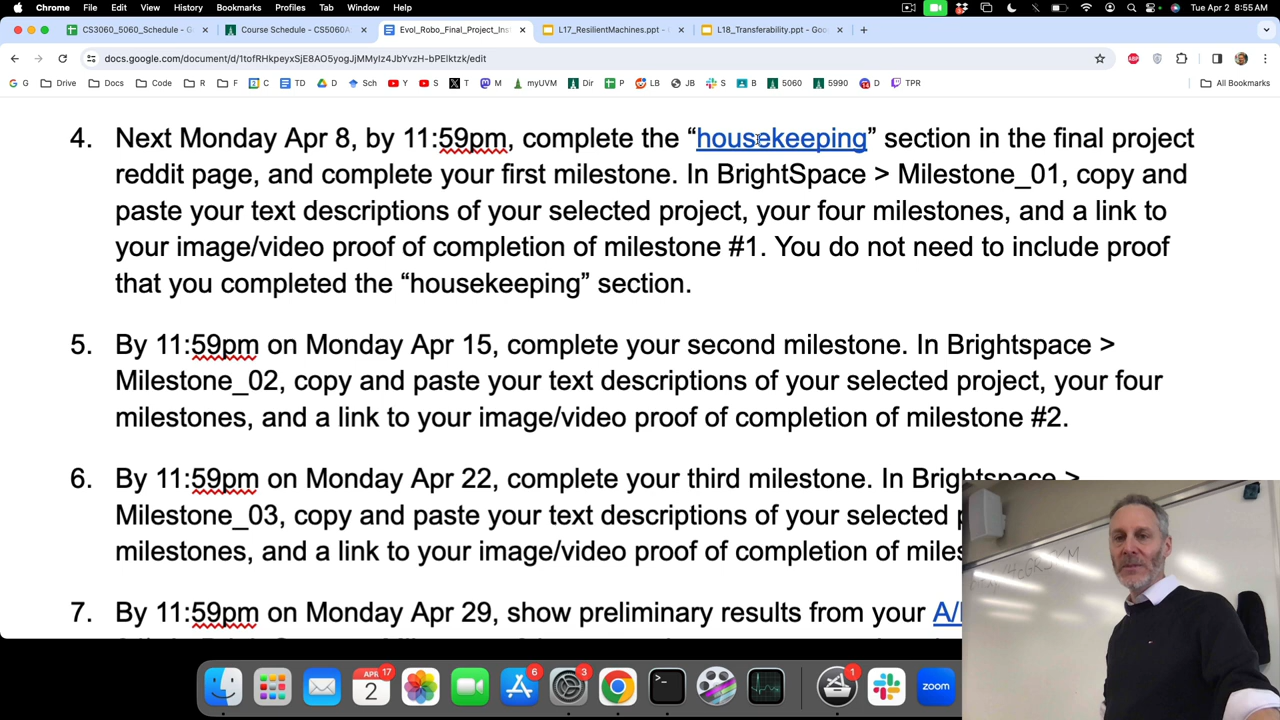 Chrome File Edit View History Bookmarks Profiles Tab Window Help Tue Apr 2 8:55 AM
CS3060_5060_Schedule - G Course Schedule - CS5060A Evol_Robo_Final_Project_Inst L17_ResilientMachines.ppt - L18_Transferability.ppt - Goo
docs.google.com/document/d/1tofRHkpeyxSjE8AO5yogJjMMylz4JbYvzH-bPElktzk/edit
G Drive Docs Code R F C TD D Sch Y S T M myUVM Dir P LB JB S B 5060 5990 D TPR All Bookmarks
4. Next Monday Apr 8, by 11:59pm, complete the “housekeeping” section in the final project
reddit page, and complete your first milestone. In BrightSpace > Milestone_01, copy and
paste your text descriptions of your selected project, your four milestones, and a link to
your image/video proof of completion of milestone #1. You do not need to include proof
that you completed the “housekeeping” section.
5. By 11:59pm on Monday Apr 15, complete your second milestone. In Brightspace >
Milestone_02, copy and paste your text descriptions of your selected project, your four
milestones, and a link to your image/video proof of completion of milestone #2.
6. By 11:59pm on Monday Apr 22, complete your third milestone. In Brightspace >
Milestone_03, copy and paste your text descriptions of your selected
milestones, and a link to your image/video proof of completion of
7. By 11:59pm on Monday Apr 29, show preliminary results from your
APR 17
2
6
3
1
zoom